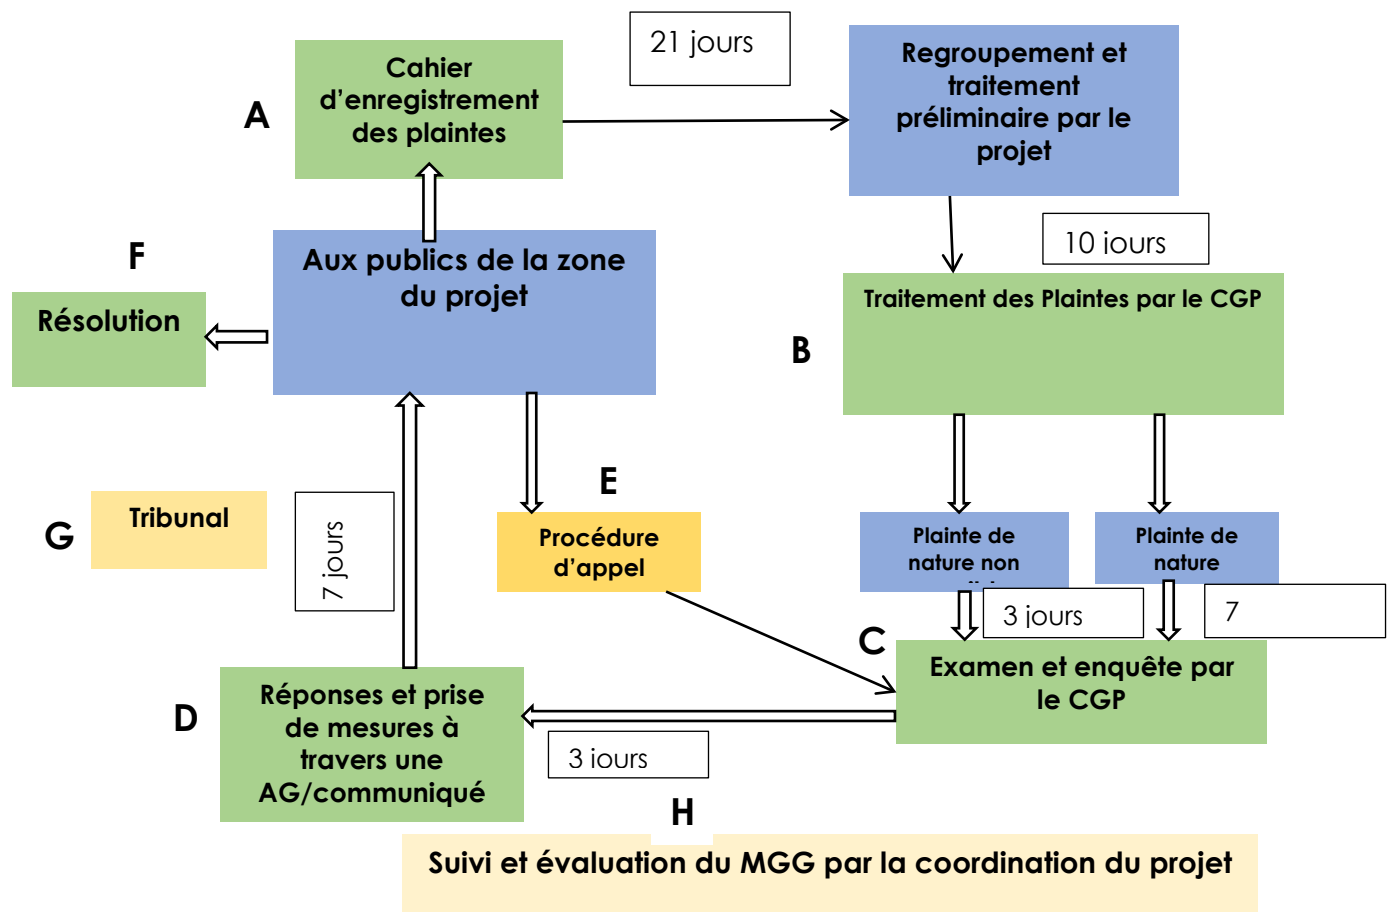 21 jours
Cahier
d’enregistrement
des plaintes
A
Regroupement et
traitement
préliminaire par le
projet
10 jours
F
Aux publics de la zone
du projet
Résolution
Traitement des Plaintes par le CGP
B
E
G
Tribunal
7 jours
Procédure
d’appel
Plainte de
nature non
Plainte de
nature
3 jours
7
C
Examen et enquête par
le CGP
D
Réponses et prise
de mesures à
travers une
AG/communiqué
3 jours
H
Suivi et évaluation du MGG par la coordination du projet